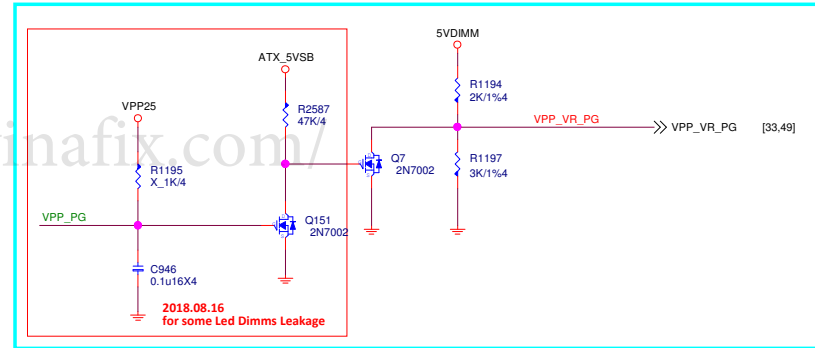 5VDIMM
ATX_5VSB
R1194
2K/1%4
VPP25
R2587
47K/4
VPP_VR_PG
VPP_VR_PG [33,49]
inafix.com/
Q7
2N7002
R1195
X_1K/4
R1197
3K/1%4
VPP_PG
Q151
2N7002
C946
0.1u16X4
2018.08.16
for some Led Dimms Leakage